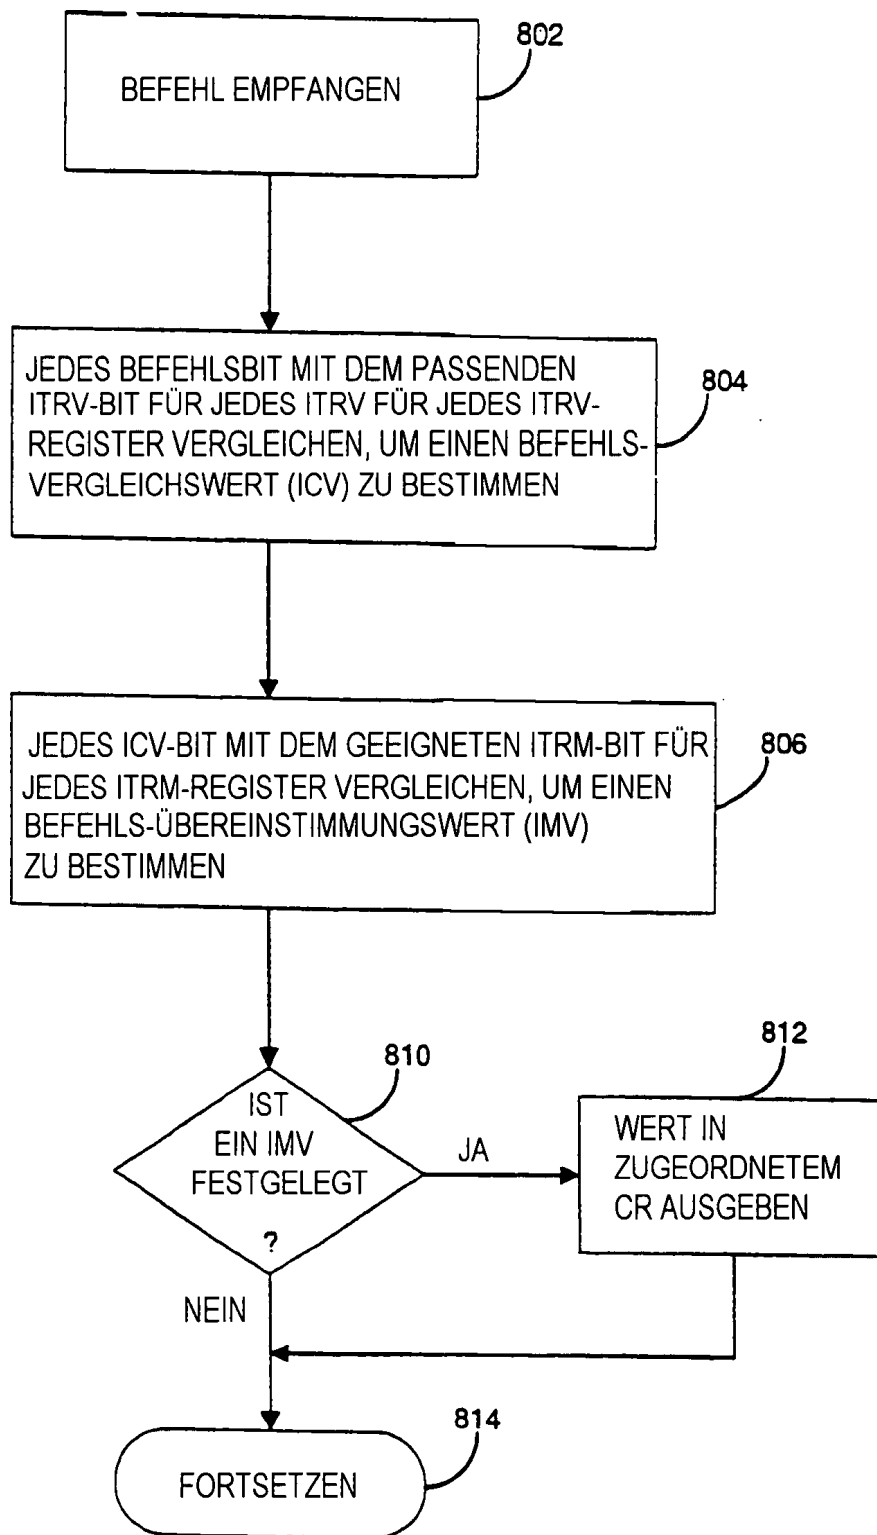 802
BEFEHL EMPFANGEN
804
JEDES BEFEHLSBIT MIT DEM PASSENDEN
ITRV-BIT FÜR JEDES ITRV FÜR JEDES ITRV-
REGISTER VERGLEICHEN, UM EINEN BEFEHLS-
VERGLEICHSWERT (ICV) ZU BESTIMMEN
806
JEDES ICV-BIT MIT DEM GEEIGNETEN ITRM-BIT FÜR
JEDES ITRM-REGISTER VERGLEICHEN, UM EINEN
BEFEHLS-ÜBEREINSTIMMUNGSWERT (IMV)
ZU BESTIMMEN
810
IST
EIN IMV
FESTGELEGT
?
JA
812
WERT IN
ZUGEORDNETEM
CR AUSGEBEN
NEIN
814
FORTSETZEN